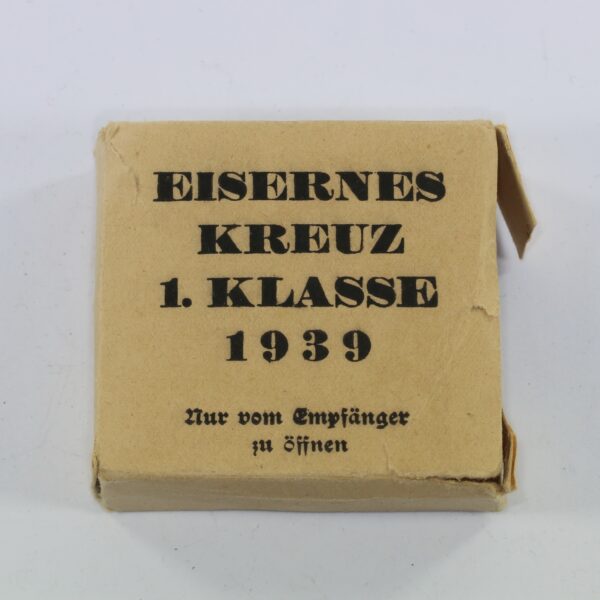 EISERNES
KREUZ
1. KLASSE
1939
Nur vom Empfänger
zu öffnen